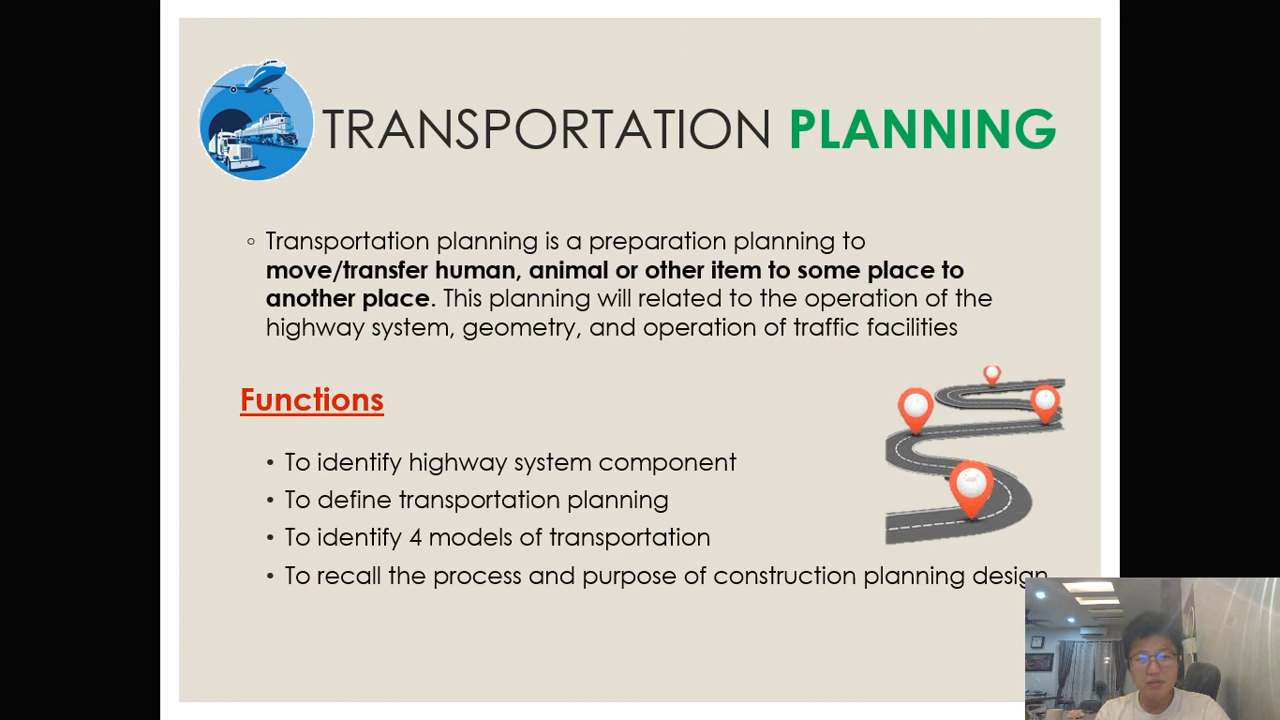 TRANSPORTATION PLANNING
◦ Transportation planning is a preparation planning to
move/transfer human, animal or other item to some place to
another place. This planning will related to the operation of the
highway system, geometry, and operation of traffic facilities
Functions
• To identify highway system component
• To define transportation planning
• To identify 4 models of transportation
• To recall the process and purpose of construction planning design